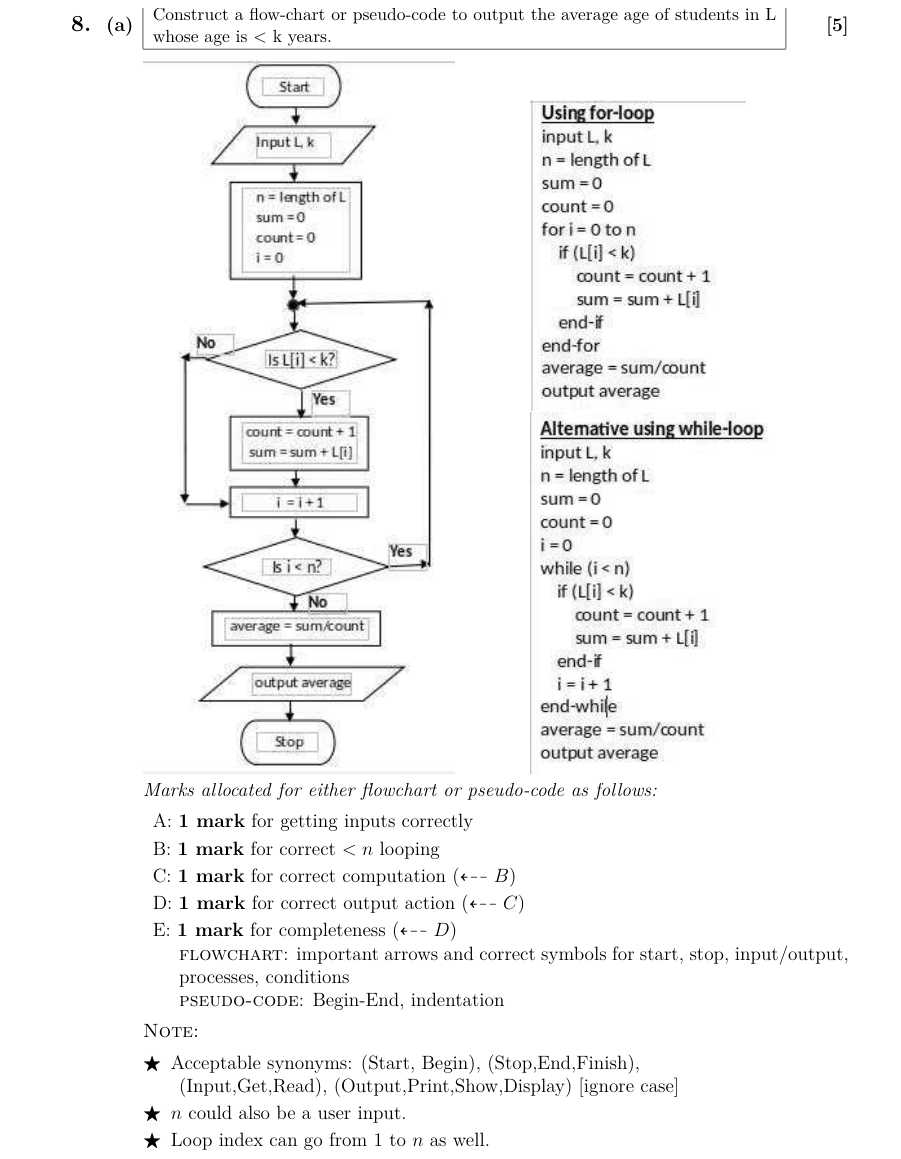 8. (a) Construct a flow-chart or pseudo-code to output the average age of students in L [5]
whose age is < k years.
Start
Input L, k
n = length of L
sum = 0
count = 0
i = 0
No
Is L[i] < k?
Yes
count = count + 1
sum = sum + L[i]
i = i + 1
Yes
Is i < n?
No
average = sum/count
output average
Stop
Using for-loop
input L, k
n = length of L
sum = 0
count = 0
for i = 0 to n
if (L[i] < k)
count = count + 1
sum = sum + L[i]
end-if
end-for
average = sum/count
output average
Alternative using while-loop
input L, k
n = length of L
sum = 0
count = 0
i = 0
while (i < n)
if (L[i] < k)
count = count + 1
sum = sum + L[i]
end-if
i = i + 1
end-while
average = sum/count
output average
Marks allocated for either flowchart or pseudo-code as follows:
A: 1 mark for getting inputs correctly
B: 1 mark for correct < n looping
C: 1 mark for correct computation (⇠ B)
D: 1 mark for correct output action (⇠ C)
E: 1 mark for completeness (⇠ D)
FLOWCHART: important arrows and correct symbols for start, stop, input/output,
processes, conditions
PSEUDO-CODE: Begin-End, indentation
NOTE:
★ Acceptable synonyms: (Start, Begin), (Stop,End,Finish),
(Input,Get,Read), (Output,Print,Show,Display) [ignore case]
★ n could also be a user input.
★ Loop index can go from 1 to n as well.